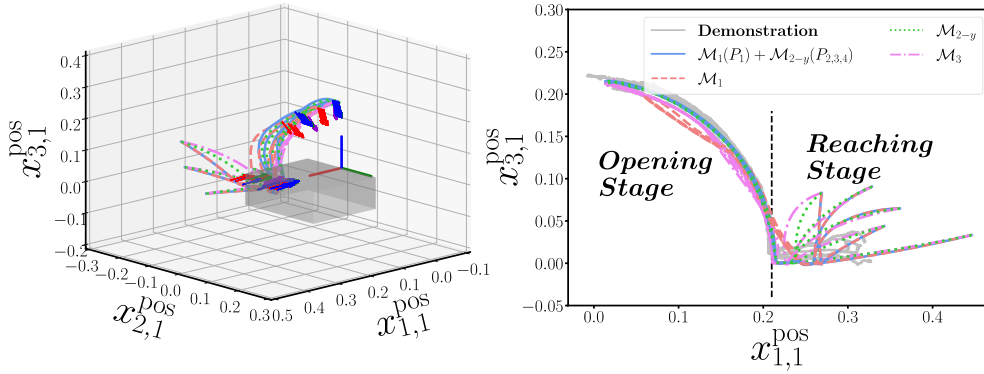 0.4
0.3
0.2
0.1
0.0
−0.1
−0.2
x^pos_3,1
−0.3
−0.2
−0.1
0.0
0.1
0.2
0.3
x^pos_2,1
0.5
0.4
0.3
0.2
0.1
0.0
−0.1
x^pos_1,1
0.30
0.25
0.20
0.15
0.10
0.05
0.00
−0.05
x^pos_3,1
Demonstration
M_1(P_1) + M_2−y(P_2,3,4)
M_1
M_2−y
M_3
Opening
Stage
Reaching
Stage
0.0 0.1 0.2 0.3 0.4
x^pos_1,1